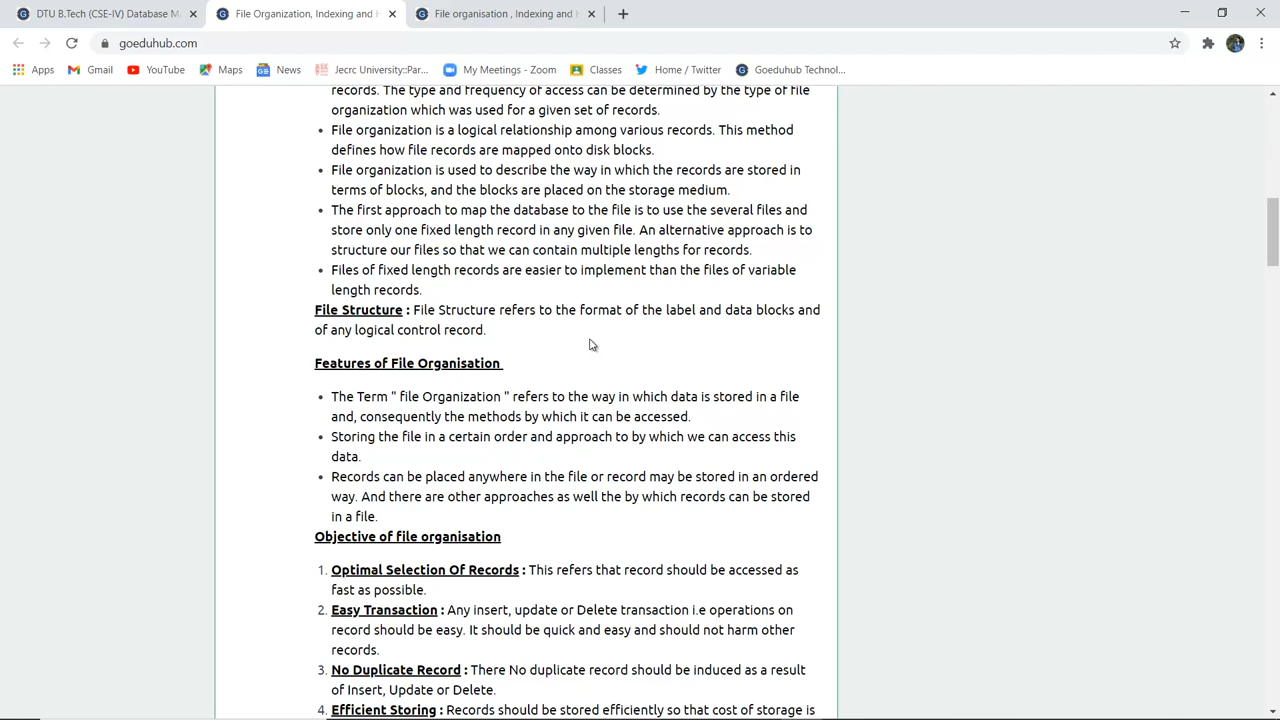 DTU B.Tech (CSE-IV) Database M
File Organization, Indexing and H
File organisation , Indexing and H
goeduhub.com
Apps
Gmail
YouTube
Maps
News
Jecrc University::Par...
My Meetings - Zoom
Classes
Home / Twitter
Goeduhub Technol...
records. The type and frequency of access can be determined by the type of file
organization which was used for a given set of records.
• File organization is a logical relationship among various records. This method
defines how file records are mapped onto disk blocks.
• File organization is used to describe the way in which the records are stored in
terms of blocks, and the blocks are placed on the storage medium.
• The first approach to map the database to the file is to use the several files and
store only one fixed length record in any given file. An alternative approach is to
structure our files so that we can contain multiple lengths for records.
• Files of fixed length records are easier to implement than the files of variable
length records.
File Structure : File Structure refers to the format of the label and data blocks and
of any logical control record.
Features of File Organisation
• The Term " file Organization " refers to the way in which data is stored in a file
and, consequently the methods by which it can be accessed.
• Storing the file in a certain order and approach to by which we can access this
data.
• Records can be placed anywhere in the file or record may be stored in an ordered
way. And there are other approaches as well the by which records can be stored
in a file.
Objective of file organisation
1. Optimal Selection Of Records : This refers that record should be accessed as
fast as possible.
2. Easy Transaction : Any insert, update or Delete transaction i.e operations on
record should be easy. It should be quick and easy and should not harm other
records.
3. No Duplicate Record : There No duplicate record should be induced as a result
of Insert, Update or Delete.
4. Efficient Storing : Records should be stored efficiently so that cost of storage is